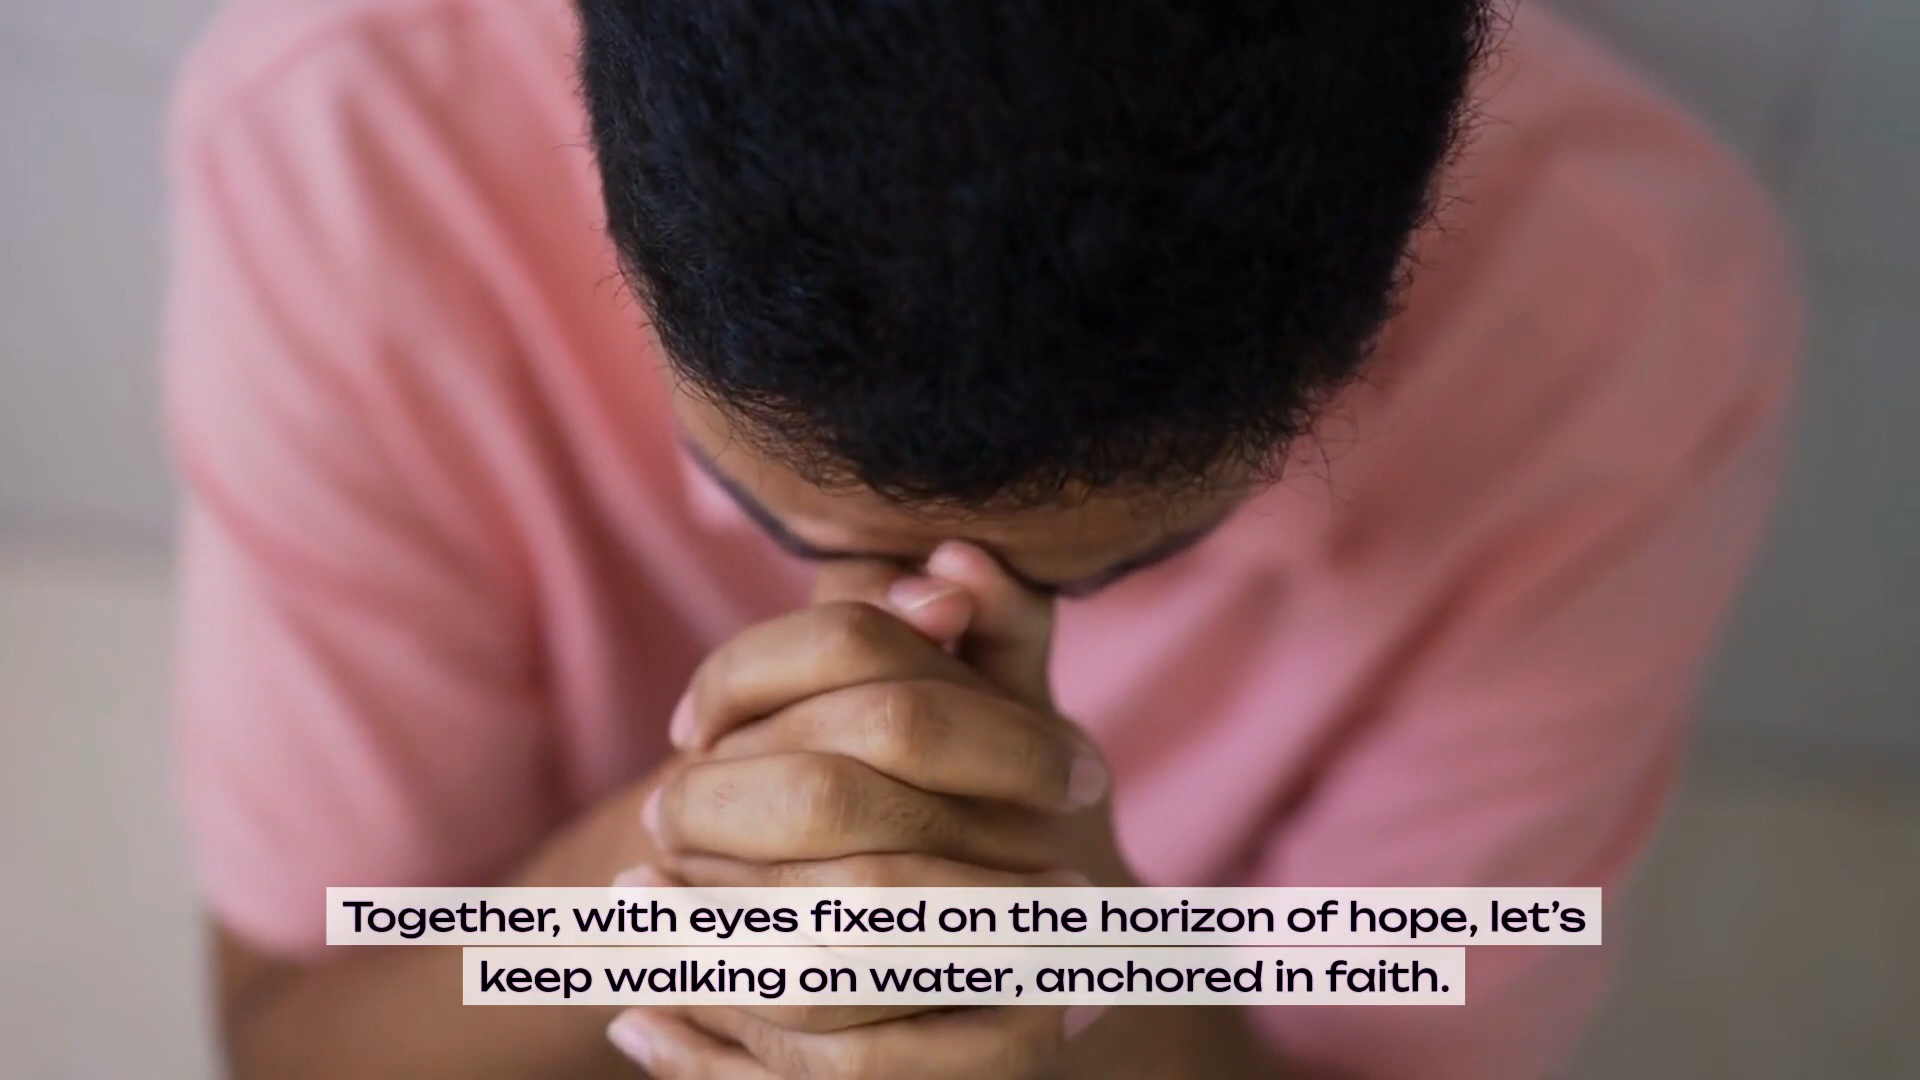 Together, with eyes fixed on the horizon of hope, let’s
keep walking on water, anchored in faith.